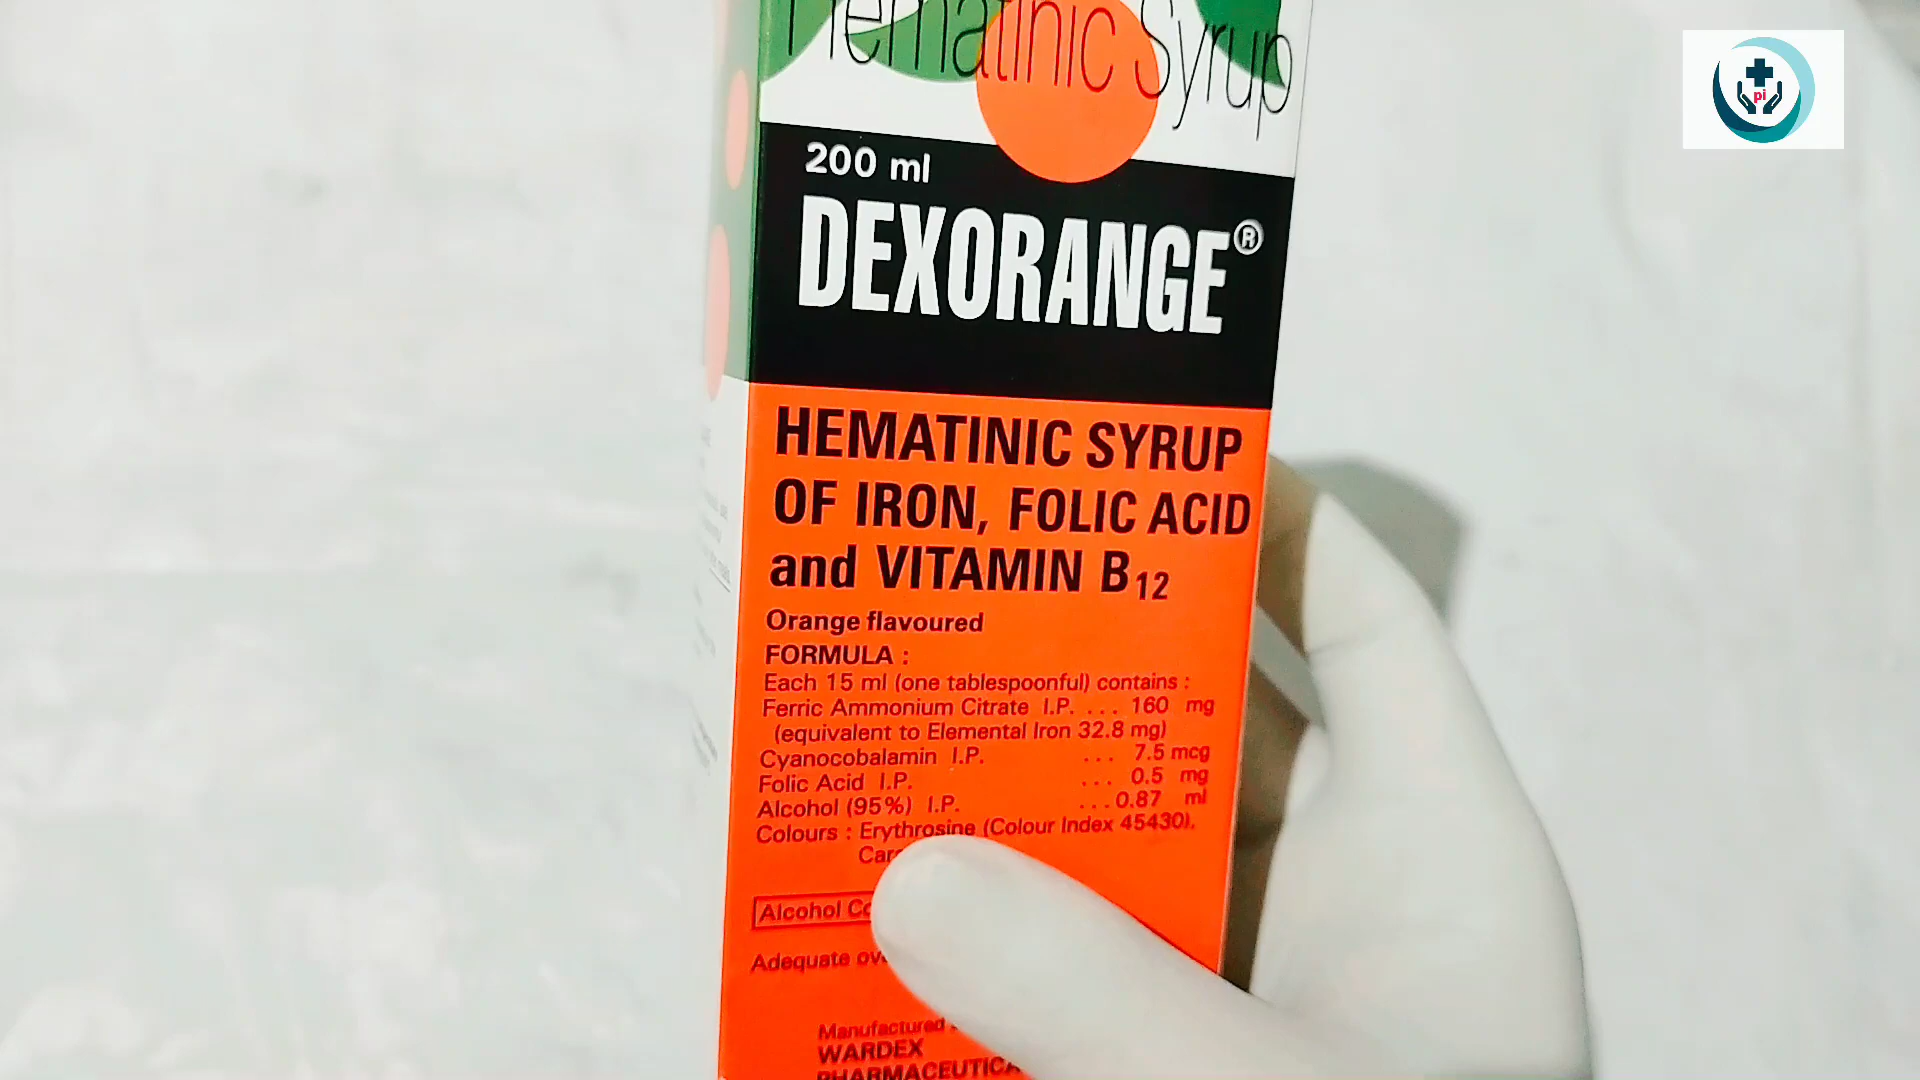 Hematinic Syrup
200 ml
DEXORANGE®
HEMATINIC SYRUP
OF IRON, FOLIC ACID
and VITAMIN B12
Orange flavoured
FORMULA :
Each 15 ml (one tablespoonful) contains :
Ferric Ammonium Citrate I.P. ... 160 mg
(equivalent to Elemental Iron 32.8 mg)
Cyanocobalamin I.P. ... 7.5 mcg
Folic Acid I.P. ... 0.5 mg
Alcohol (95%) I.P. ... 0.87 ml
Colours : Erythrosine (Colour Index 45430),
Alcohol
Adequate
Manufactured
WARDEX
pi